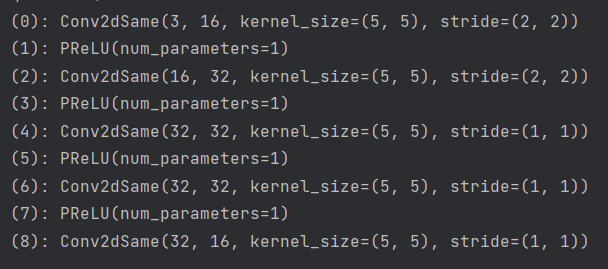 (0): Conv2dSame(3, 16, kernel_size=(5, 5), stride=(2, 2))
(1): PReLU(num_parameters=1)
(2): Conv2dSame(16, 32, kernel_size=(5, 5), stride=(2, 2))
(3): PReLU(num_parameters=1)
(4): Conv2dSame(32, 32, kernel_size=(5, 5), stride=(1, 1))
(5): PReLU(num_parameters=1)
(6): Conv2dSame(32, 32, kernel_size=(5, 5), stride=(1, 1))
(7): PReLU(num_parameters=1)
(8): Conv2dSame(32, 16, kernel_size=(5, 5), stride=(1, 1))